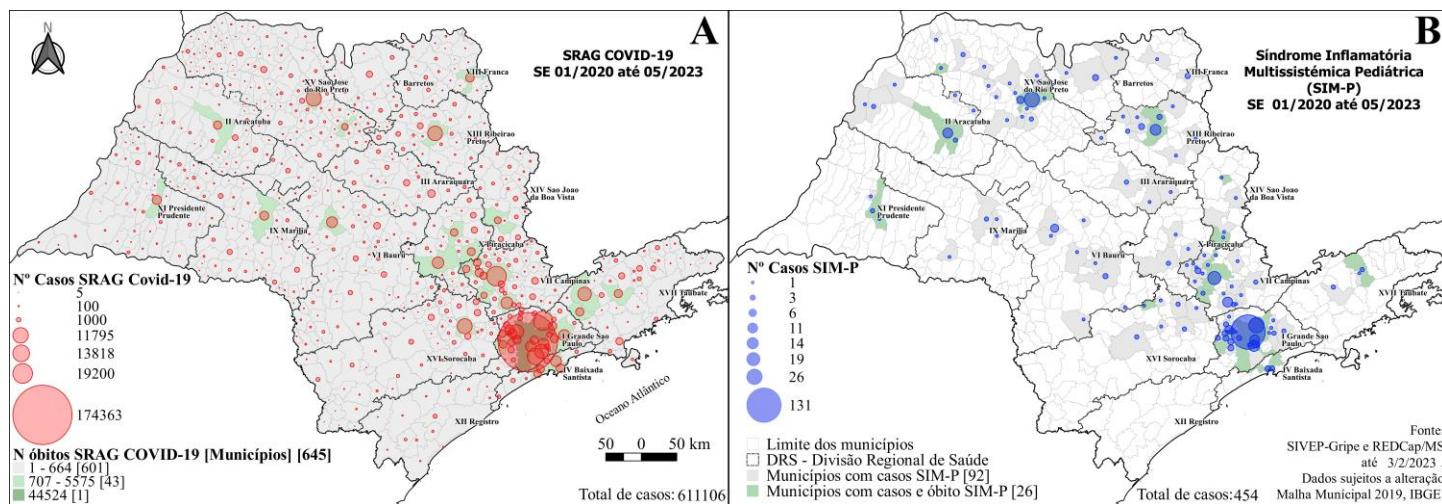 N
A
SRAG COVID-19
SE 01/2020 até 05/2023
VIII Franca
XV Sao Jose
do Rio Preto
V Barretos
II Aracatuba
XIII Ribeirao
Preto
III Araraquara
XIV Sao Joao
da Boa Vista
XI Presidente
Prudente
IX Marilia
VI Bauru
X Piracicaba
VII Campinas
XVII Taubate
I Grande Sao
Paulo
XVI Sorocaba
IV Baixada
Santista
XII Registro
Oceano Atlântico
50 0 50 km
Nº Casos SRAG Covid-19
5
100
1000
11795
13818
19200
174363
N óbitos SRAG COVID-19 [Municípios] [645]
1 - 664 [601]
707 - 5575 [43]
44524 [1]
Total de casos: 611106
B
Síndrome Inflamatória
Multissistémica Pediátrica
(SIM-P)
SE 01/2020 até 05/2023
VIII Franca
XV Sao Jose
do Rio Preto
V Barretos
II Aracatuba
XIII Ribeirao
Preto
III Araraquara
XIV Sao Joao
da Boa Vista
XI Presidente
Prudente
IX Marilia
VI Bauru
X Piracicaba
VII Campinas
XVII Taubate
I Grande Sao
Paulo
XVI Sorocaba
IV Baixada
Santista
XII Registro
Nº Casos SIM-P
1
3
6
11
14
19
26
131
Limite dos municípios
DRS - Divisão Regional de Saúde
Municípios com casos SIM-P [92]
Municípios com casos e óbito SIM-P [26]
Total de casos:454
Fonte
SIVEP-Gripe e REDCap/MS
até 3/2/2023 .
Dados sujeitos a alteração
Malha Municipal 2019, IBGE